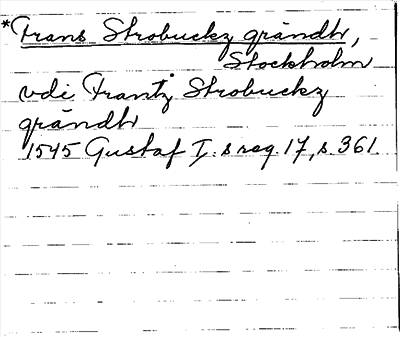 *Frans Strobuckz grändh,
Stockholm
vdi Frantz Strobuckz
grändh
1545 Gustaf I:s reg. 17, s. 361.